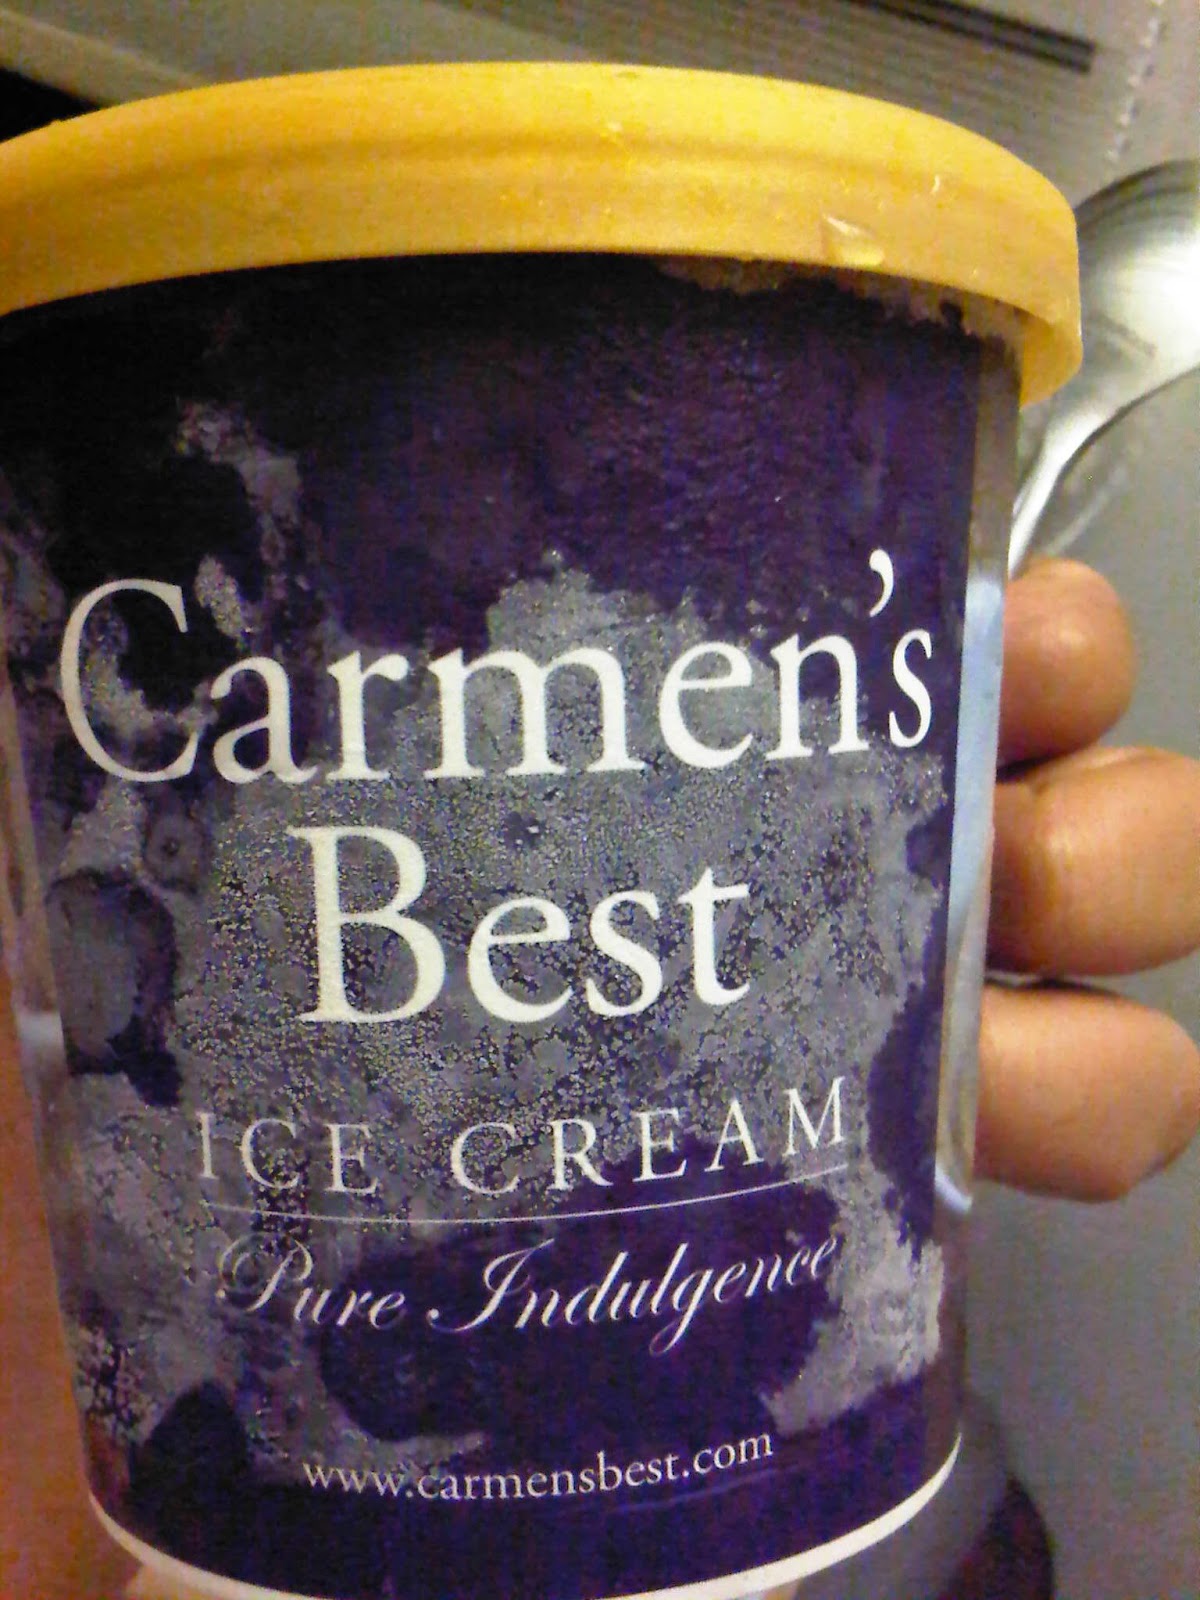 Carmen's
Best
ICE CREAM
Pure Indulgence
www.carmensbest.com